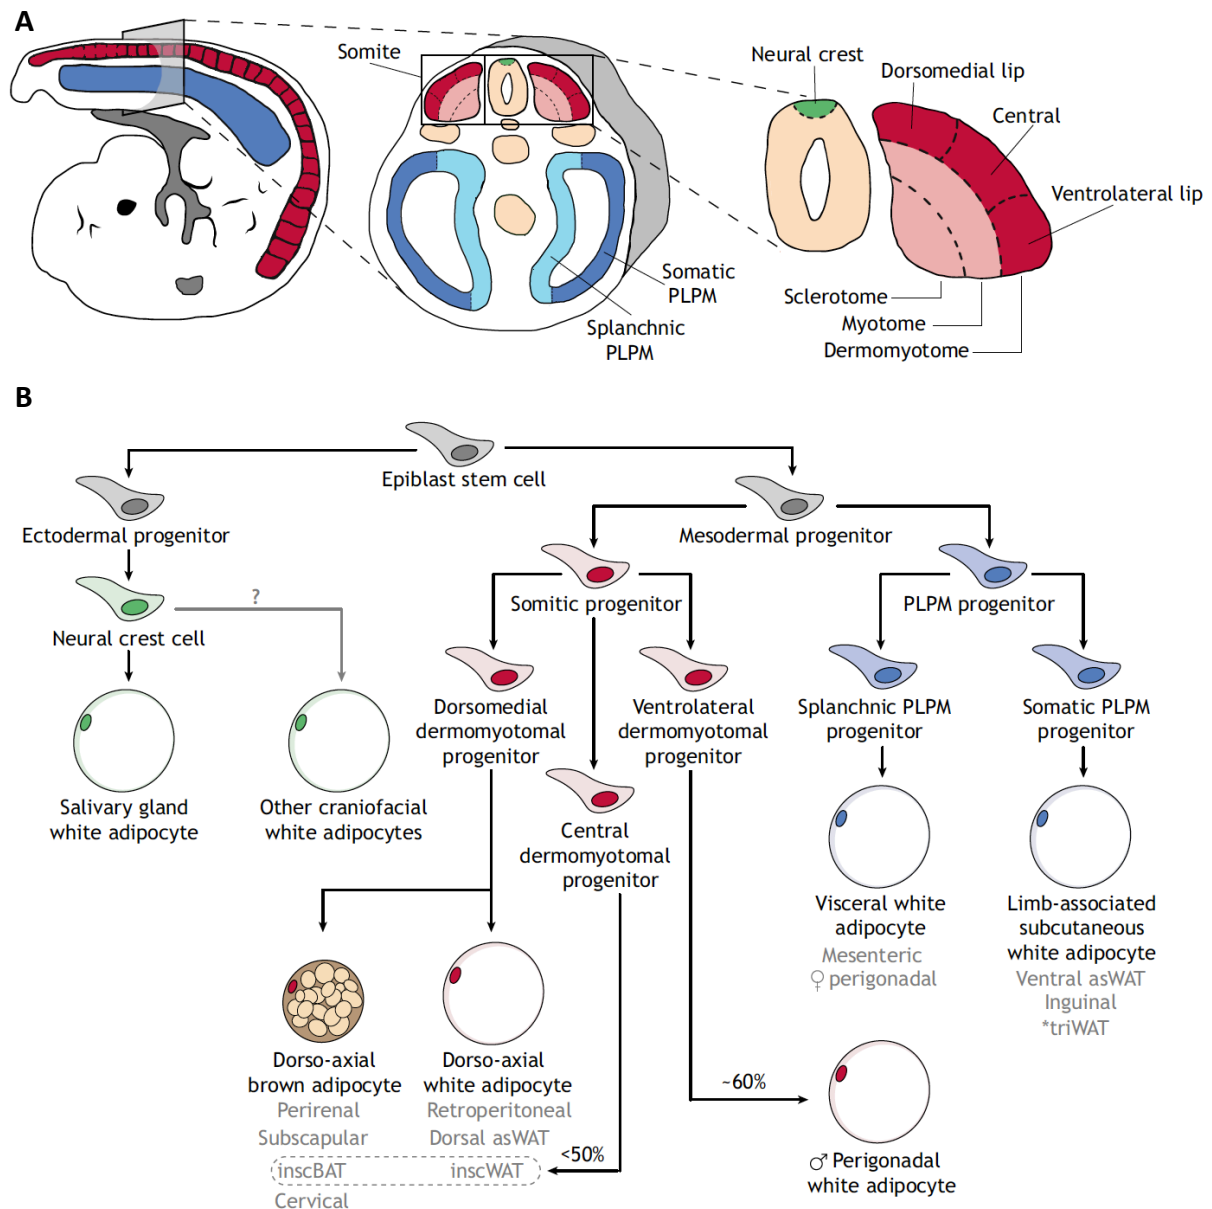 A
Somite
Neural crest
Dorsomedial lip
Central
Ventrolateral lip
Somatic
PLPM
Splanchnic
PLPM
Sclerotome
Myotome
Dermomyotome
B
Epiblast stem cell
Ectodermal progenitor
Mesodermal progenitor
?
Neural crest cell
Somitic progenitor
PLPM progenitor
Dorsomedial
dermomyotomal
progenitor
Ventrolateral
dermomyotomal
progenitor
Splanchnic PLPM
progenitor
Somatic PLPM
progenitor
Salivary gland
white adipocyte
Other craniofacial
white adipocytes
Central
dermomyotomal
progenitor
Visceral white
adipocyte
Mesenteric
♀ perigonadal
Limb-associated
subcutaneous
white adipocyte
Ventral asWAT
Inguinal
*triWAT
Dorso-axial
brown adipocyte
Perirenal
Subscapular
inscBAT
Cervical
Dorso-axial
white adipocyte
Retroperitoneal
Dorsal asWAT
inscWAT
<50%
~60%
♂ Perigonadal
white adipocyte